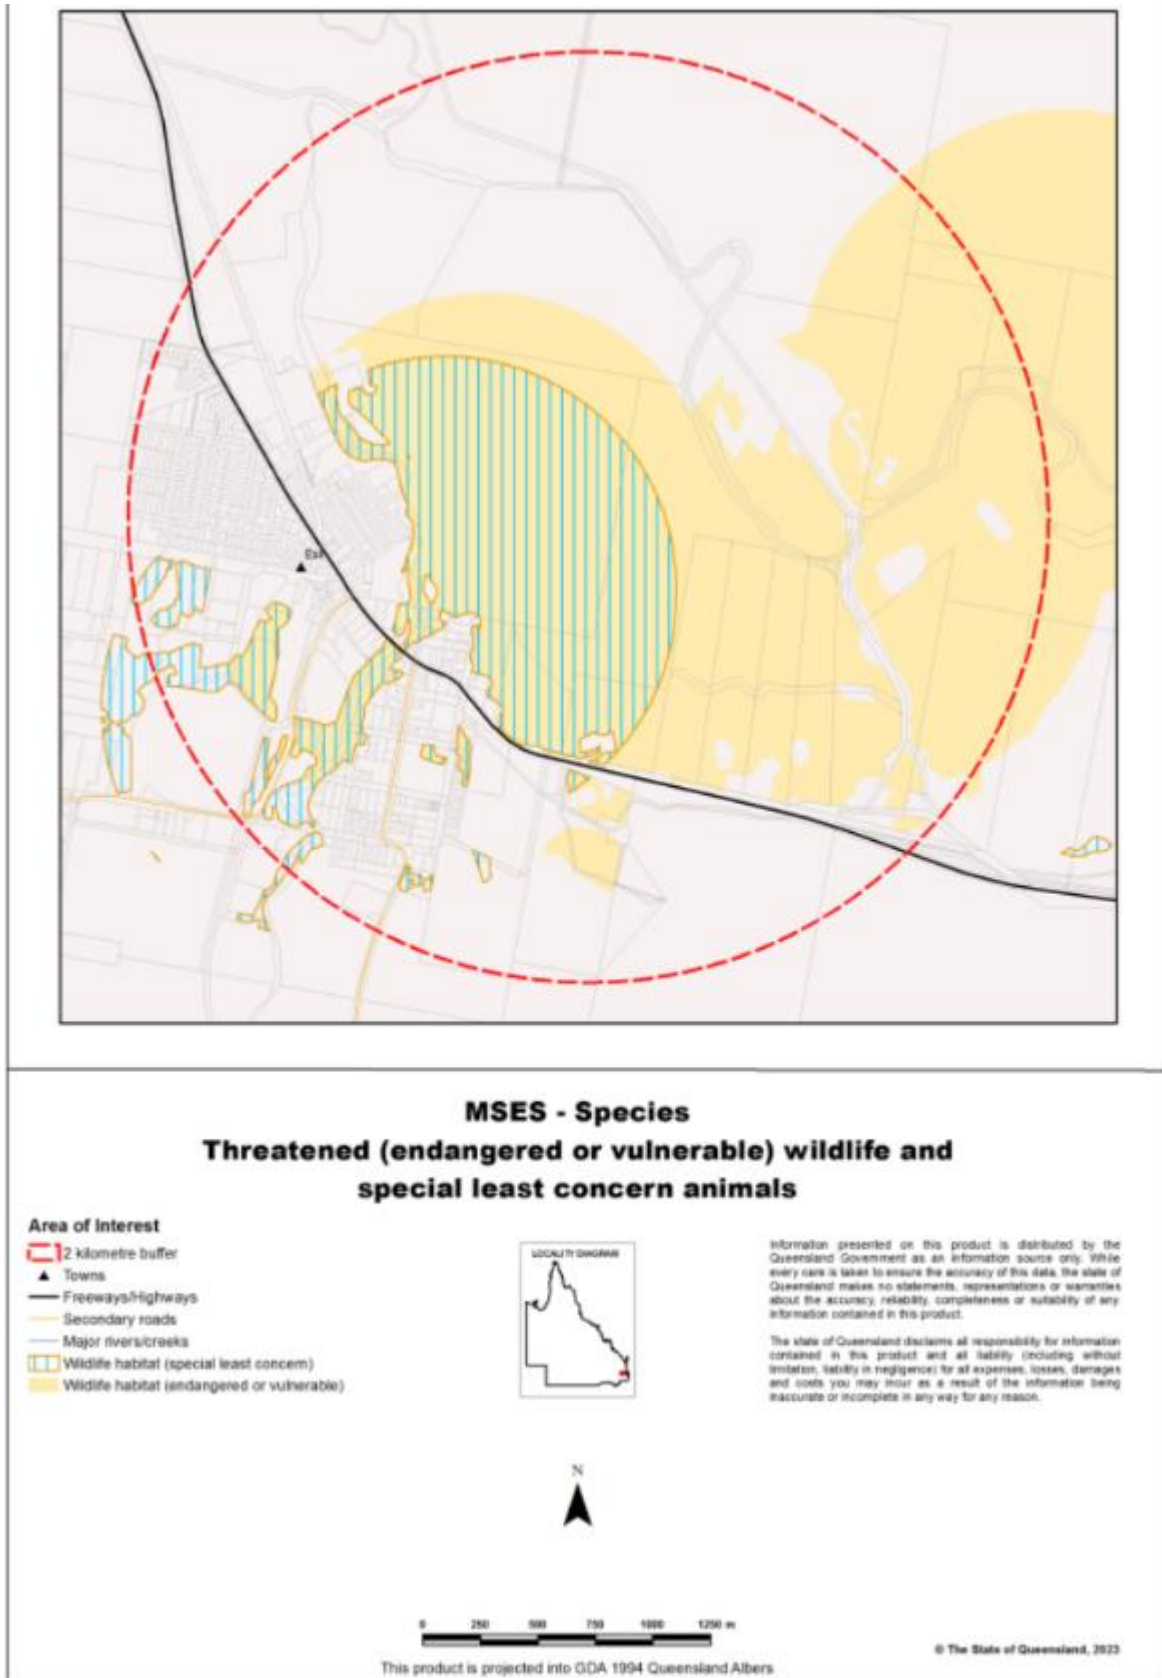 MSES - Species
Threatened (endangered or vulnerable) wildlife and
special least concern animals
Area of Interest
2 kilometre buffer
Towns
Freeways/Highways
Secondary roads
Major rivers/creeks
Wildlife habitat (special least concern)
Wildlife habitat (endangered or vulnerable)
LOCALITY DIAGRAM
Information presented on this product is distributed by the
Queensland Government as an information source only. While
every care is taken to ensure the accuracy of this data, the state of
Queensland makes no statements, representations or warranties
about the accuracy, reliability, completeness or suitability of any
information contained in this product.
The state of Queensland disclaims all responsibility for information
contained in this product and all liability (including without
limitation, liability in negligence) for all expenses, losses, damages
and costs you may incur as a result of the information being
inaccurate or incomplete in any way for any reason.
N
0 250 500 750 1000 1250 m
This product is projected into GDA 1994 Queensland Albers
© The State of Queensland, 2023